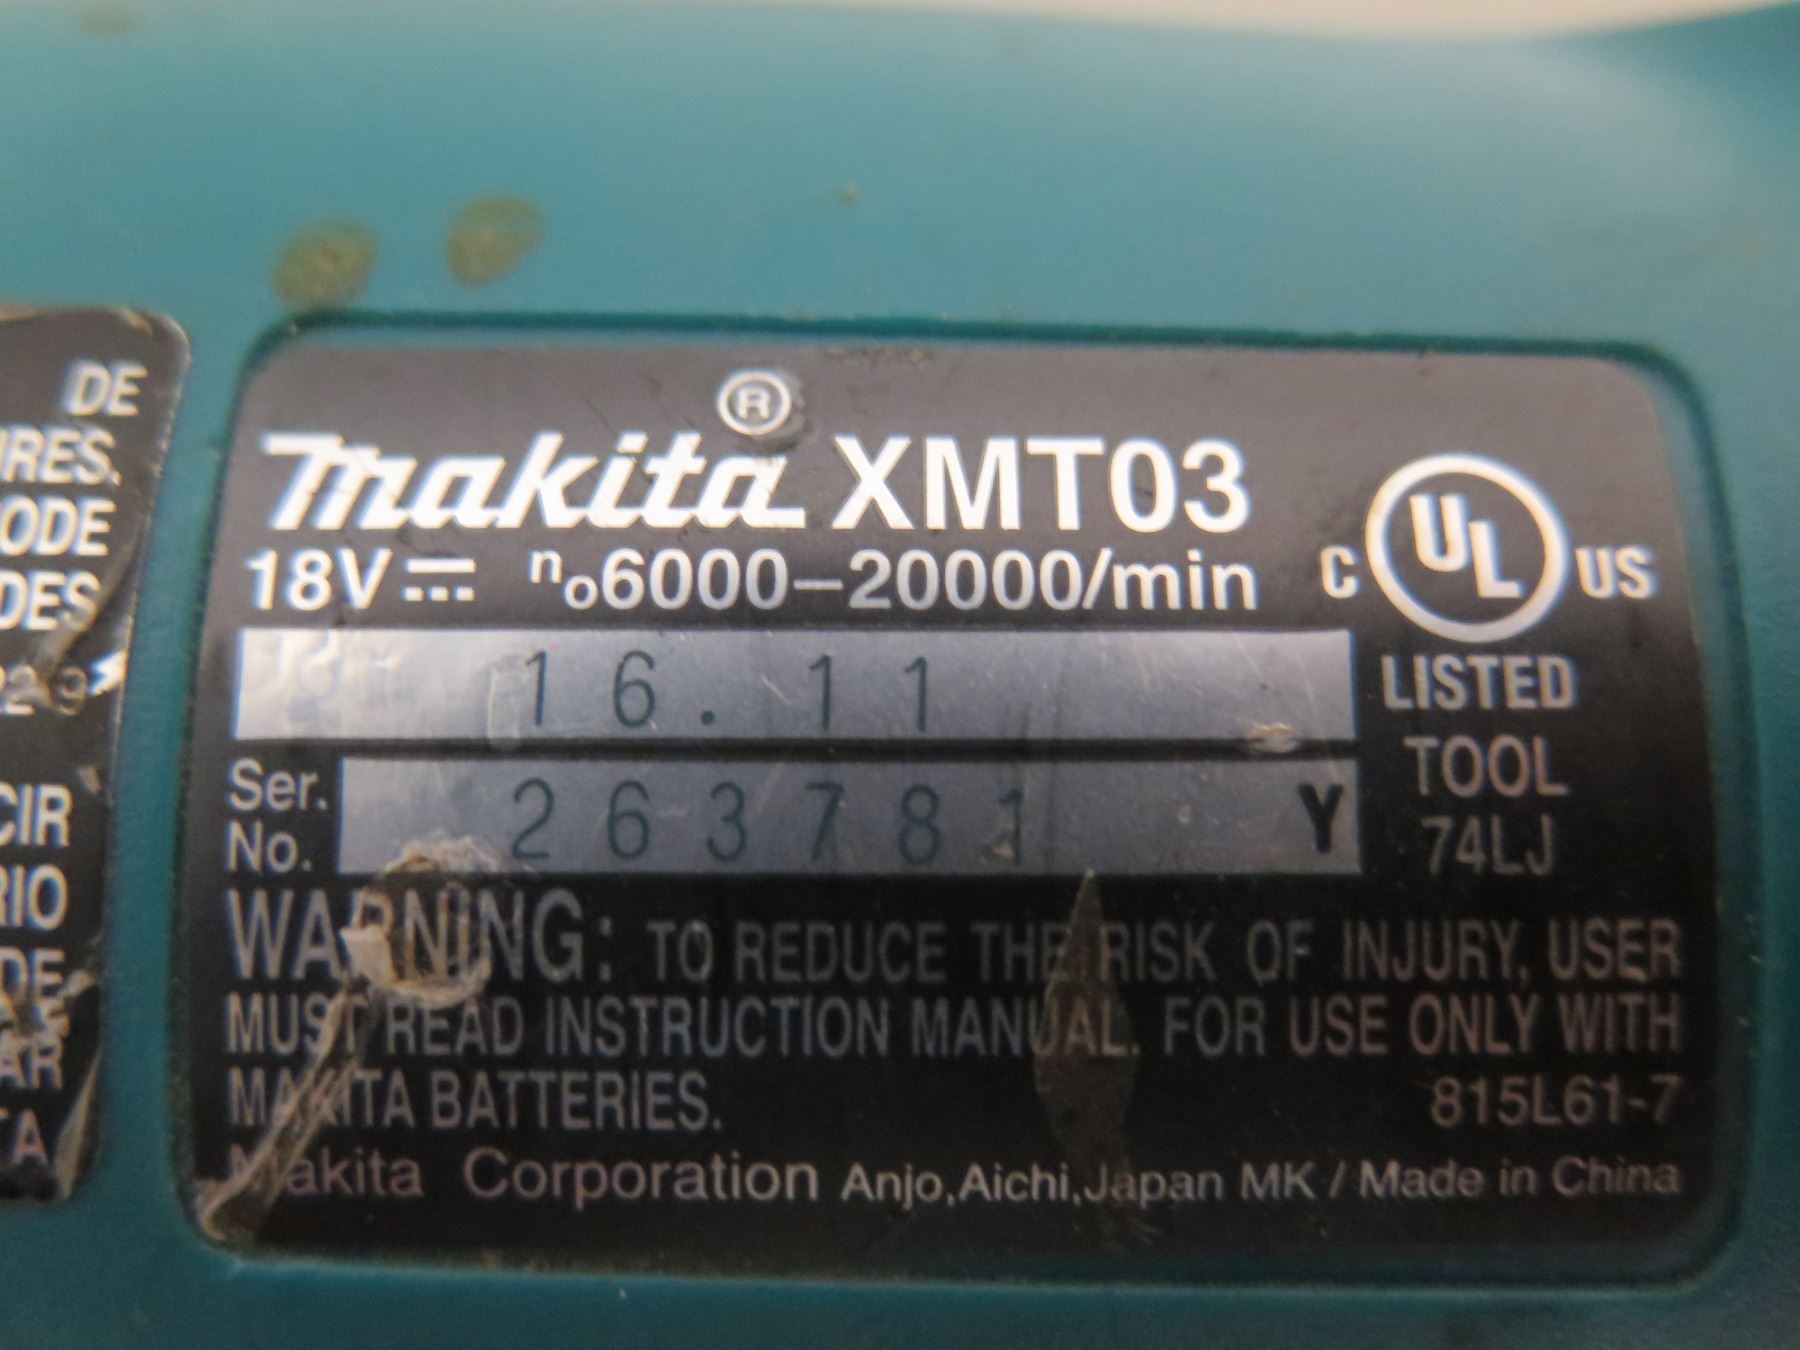 DE
ODE
DES
CIR
RIO
DE
AR
TA
®
makita XMT03
18V⎓ no6000–20000/min
C UL US
16.11
LISTED
Ser. No. 263781 Y
TOOL
74LJ
WARNING: TO REDUCE THE RISK OF INJURY, USER
MUST READ INSTRUCTION MANUAL. FOR USE ONLY WITH
MAKITA BATTERIES.
815L61-7
Makita Corporation Anjo,Aichi,Japan MK / Made in China